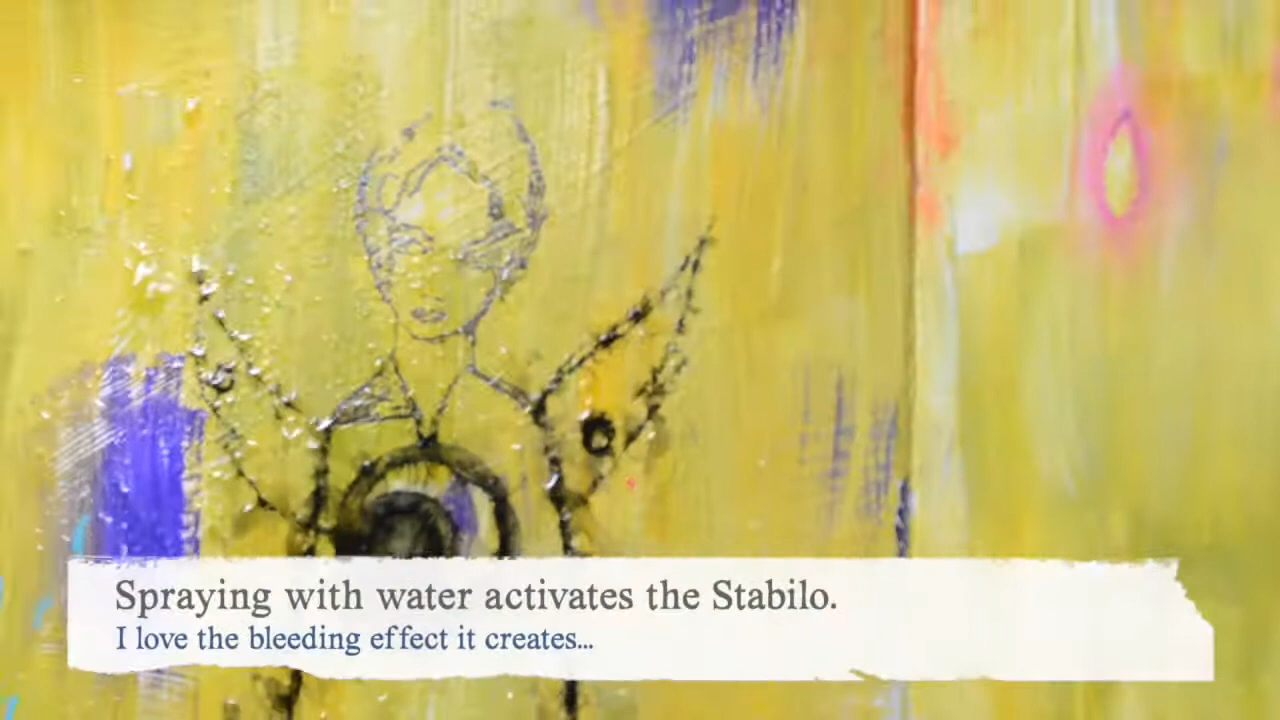 Spraying with water activates the Stabilo.
I love the bleeding effect it creates...